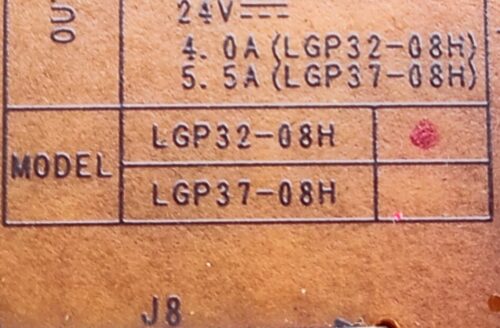 OU
24V⎓
4.0A(LGP32-08H)
5.5A(LGP37-08H)
MODEL
LGP32-08H
LGP37-08H
J8